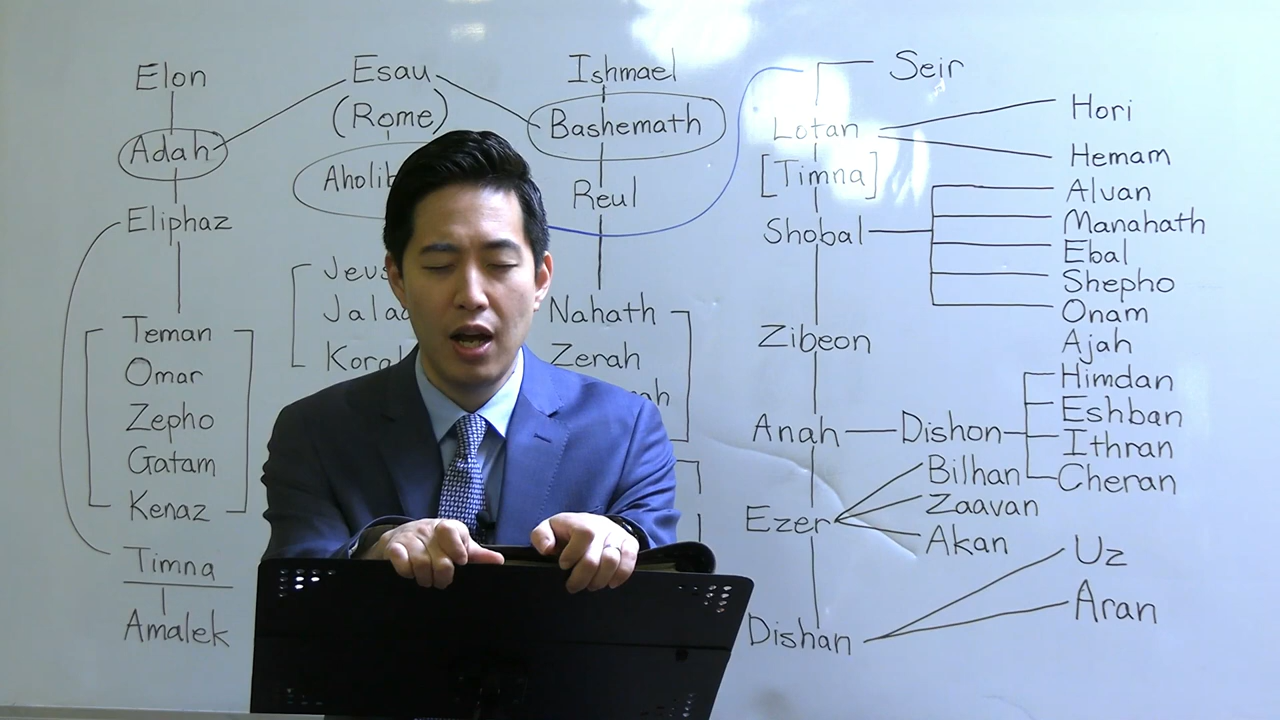 Elon
Esau
Ishmael
Seir
(Rome)
Bashemath
Lotan
Hori
Adah
Hemam
[Timna]
Reul
Alvan
Eliphaz
Shobal
Manahath
Ebal
Shepho
Nahath
Onam
Teman
Zibeon
Ajah
Zerah
Omar
Himdan
Zepho
Anah
Dishon
Eshban
Ithran
Gatam
Bilhan
Cheran
Kenaz
Ezer
Zaavan
Akan
Uz
Timna
Aran
Amalek
Dishan